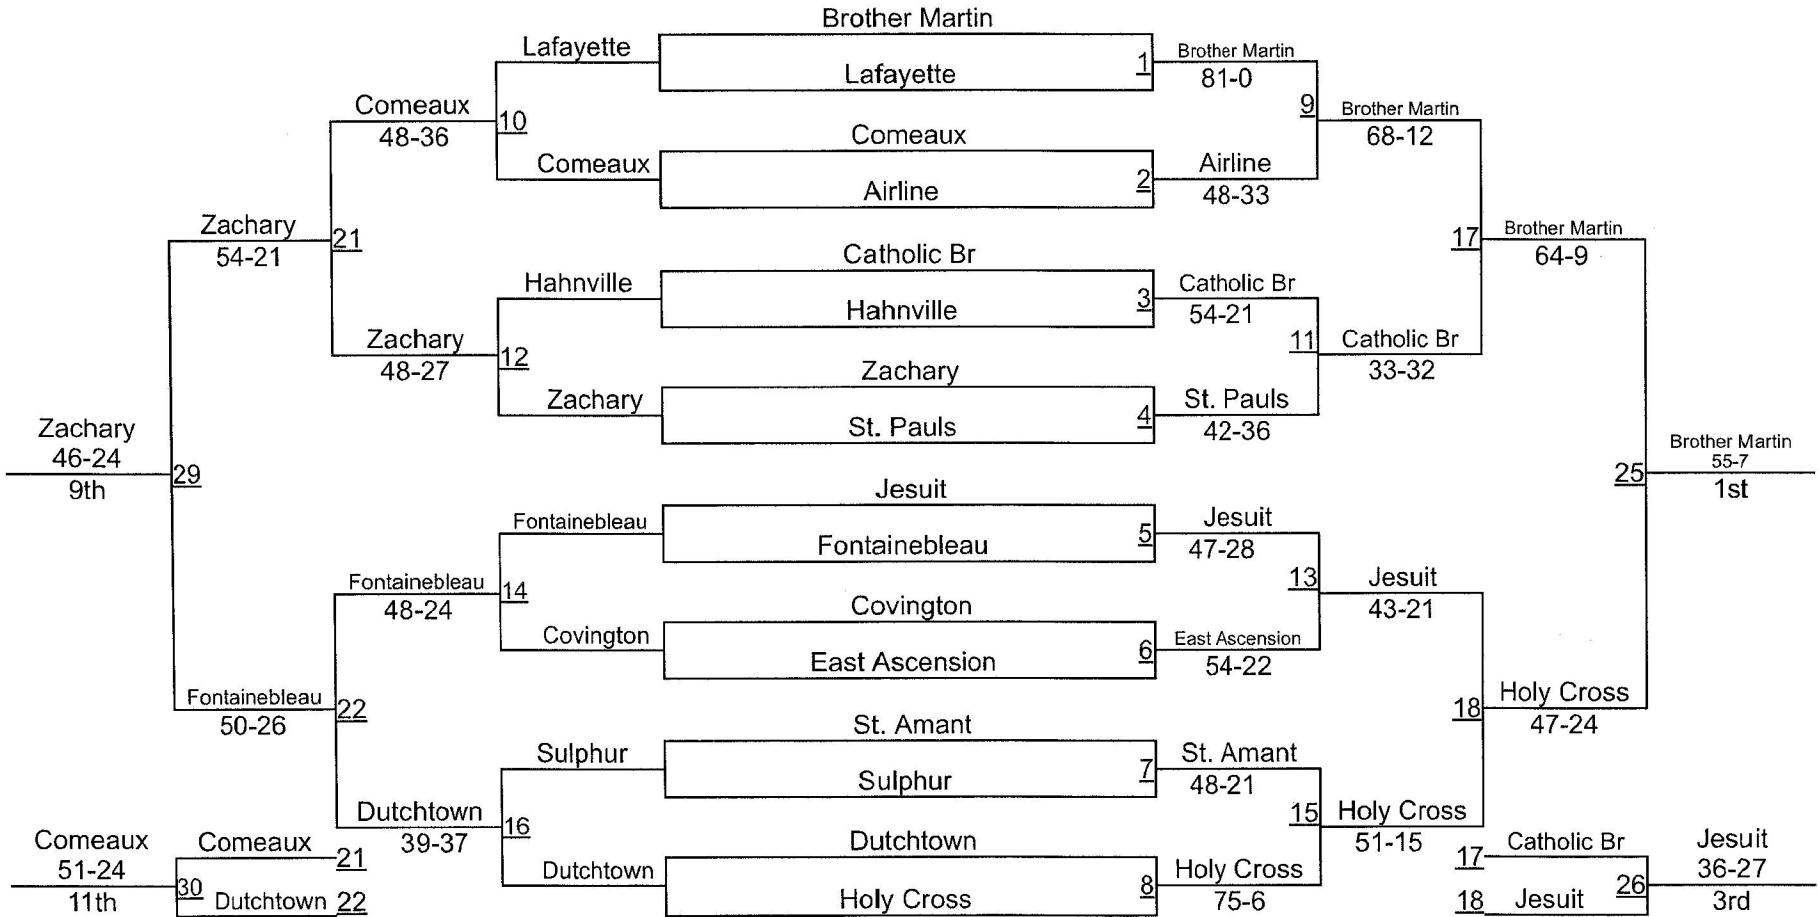 Brother Martin
Lafayette
Lafayette
1
Brother Martin
81-0
Comeaux
48-36
10
9
Brother Martin
68-12
Comeaux
Comeaux
Airline
2
Airline
48-33
Zachary
54-21
21
17
Brother Martin
64-9
Catholic Br
Hahnville
Hahnville
3
Catholic Br
54-21
Zachary
48-27
12
11
Catholic Br
33-32
Zachary
Zachary
St. Pauls
4
St. Pauls
42-36
Zachary
46-24
9th
29
25
Brother Martin
55-7
1st
Jesuit
Fontainebleau
Fontainebleau
5
Jesuit
47-28
Fontainebleau
48-24
14
13
Jesuit
43-21
Covington
Covington
East Ascension
6
East Ascension
54-22
Fontainebleau
50-26
22
18
Holy Cross
47-24
St. Amant
Sulphur
Sulphur
7
St. Amant
48-21
Dutchtown
39-37
16
15
Holy Cross
51-15
Dutchtown
Dutchtown
Holy Cross
8
Holy Cross
75-6
Comeaux
51-24
11th
30
Comeaux
21
Dutchtown
22
17
Catholic Br
18
Jesuit
26
Jesuit
36-27
3rd